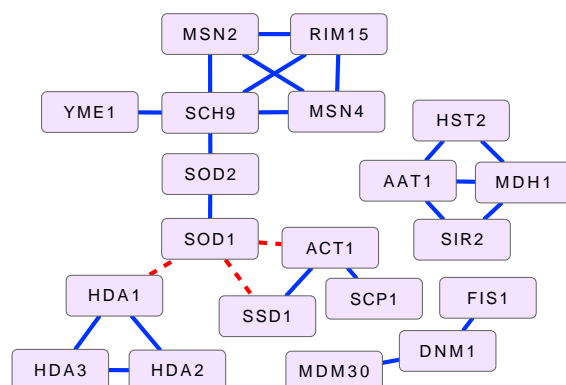 MSN2 RIM15
YME1 SCH9 MSN4
HST2
SOD2
AAT1 MDH1
SOD1 ACT1
SIR2
HDA1
SSD1 SCP1
FIS1
HDA3 HDA2
MDM30 DNM1